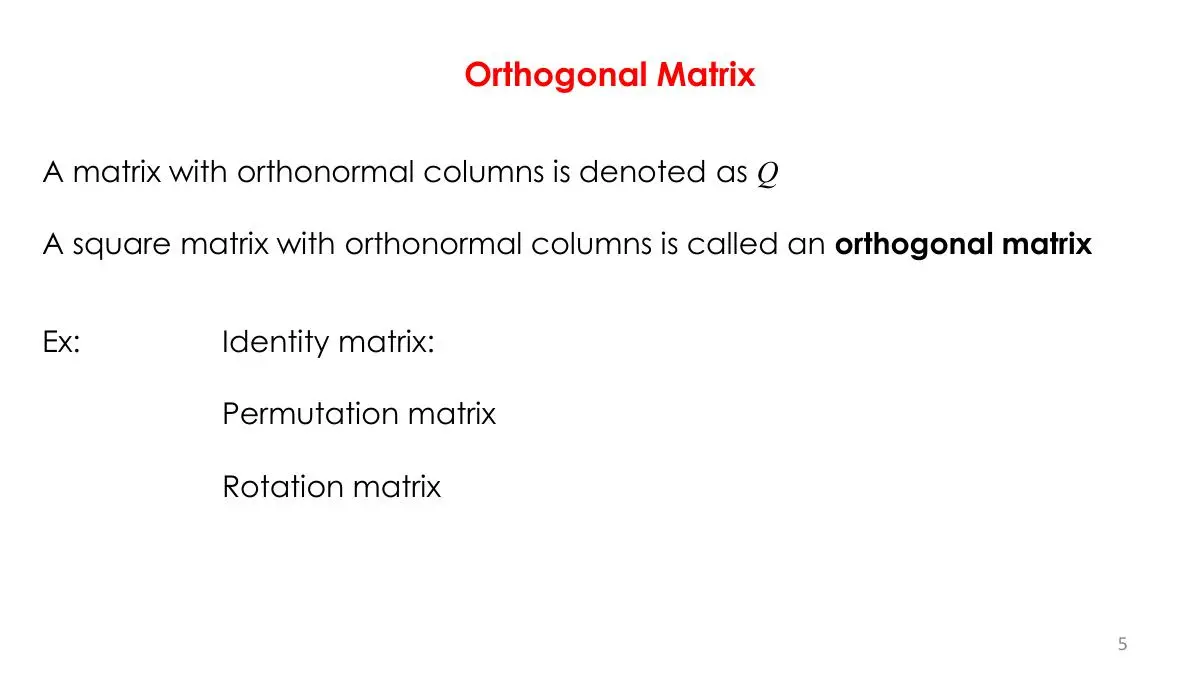 Orthogonal Matrix
A matrix with orthonormal columns is denoted as Q
A square matrix with orthonormal columns is called an orthogonal matrix
Ex: Identity matrix:
Permutation matrix
Rotation matrix
5